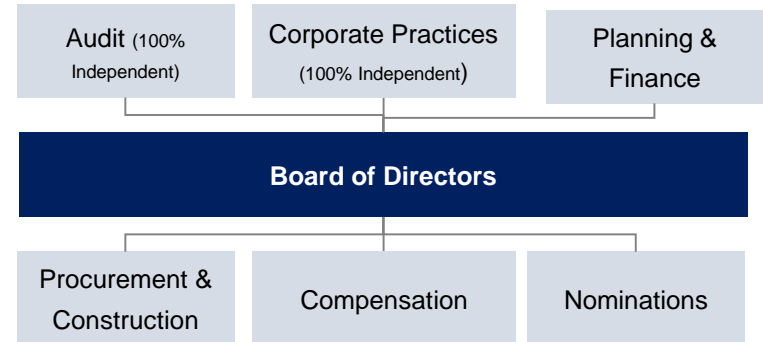 Audit (100%
Independent)
Corporate Practices
(100% Independent)
Planning &
Finance
Board of Directors
Procurement &
Construction
Compensation
Nominations